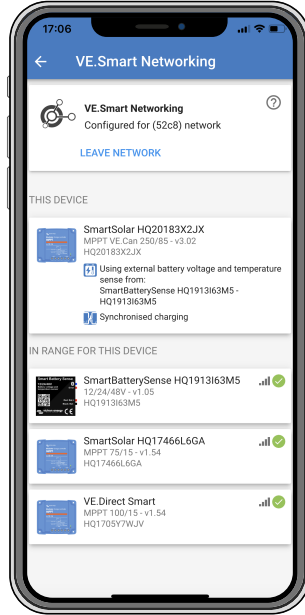 17:06
VE.Smart Networking
VE.Smart Networking
Configured for (52c8) network
LEAVE NETWORK
THIS DEVICE
SmartSolar HQ20183X2JX
MPPT VE.Can 250/85 - v3.02
HQ20183X2JX
Using external battery voltage and temperature
sense from:
SmartBatterySense HQ1913I63M5 -
HQ1913I63M5
Synchronised charging
IN RANGE FOR THIS DEVICE
Smart Battery Sense
SmartBatterySense HQ1913I63M5
12/24/48V - v1.05
HQ1913I63M5
SmartSolar HQ17466L6GA
MPPT 75/15 - v1.54
HQ17466L6GA
VE.Direct Smart
MPPT 100/15 - v1.54
HQ1705Y7WJV